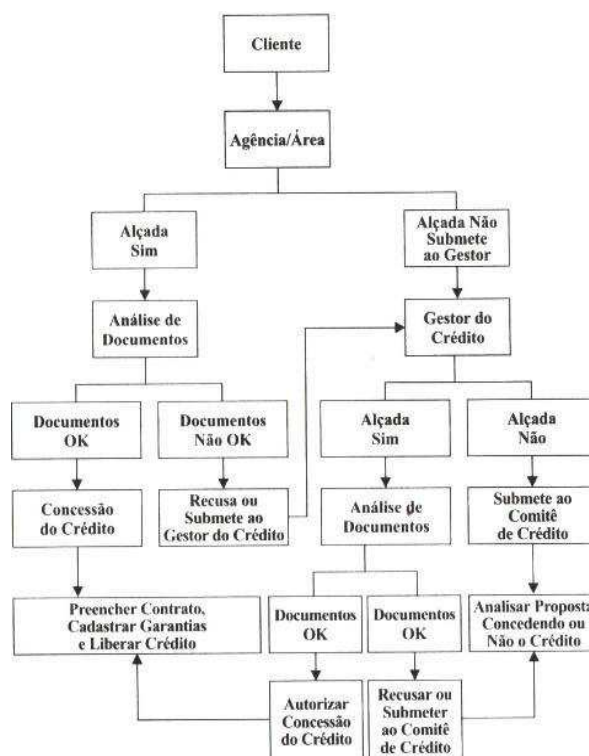 Cliente
Agência/Área
Alçada
Sim
Alçada Não
Submete
ao Gestor
Análise de
Documentos
Gestor do
Crédito
Documentos
OK
Documentos
Não OK
Alçada
Sim
Alçada
Não
Concessão
do Crédito
Recusa ou
Submete ao
Gestor do Crédito
Análise de
Documentos
Submete ao
Comitê
de Crédito
Preencher Contrato,
Cadastrar Garantias
e Liberar Crédito
Documentos
OK
Documentos
OK
Analisar Proposta
Concedendo ou
Não o Crédito
Autorizar
Concessão
do Crédito
Recusar ou
Submeter
ao Comitê
de Crédito